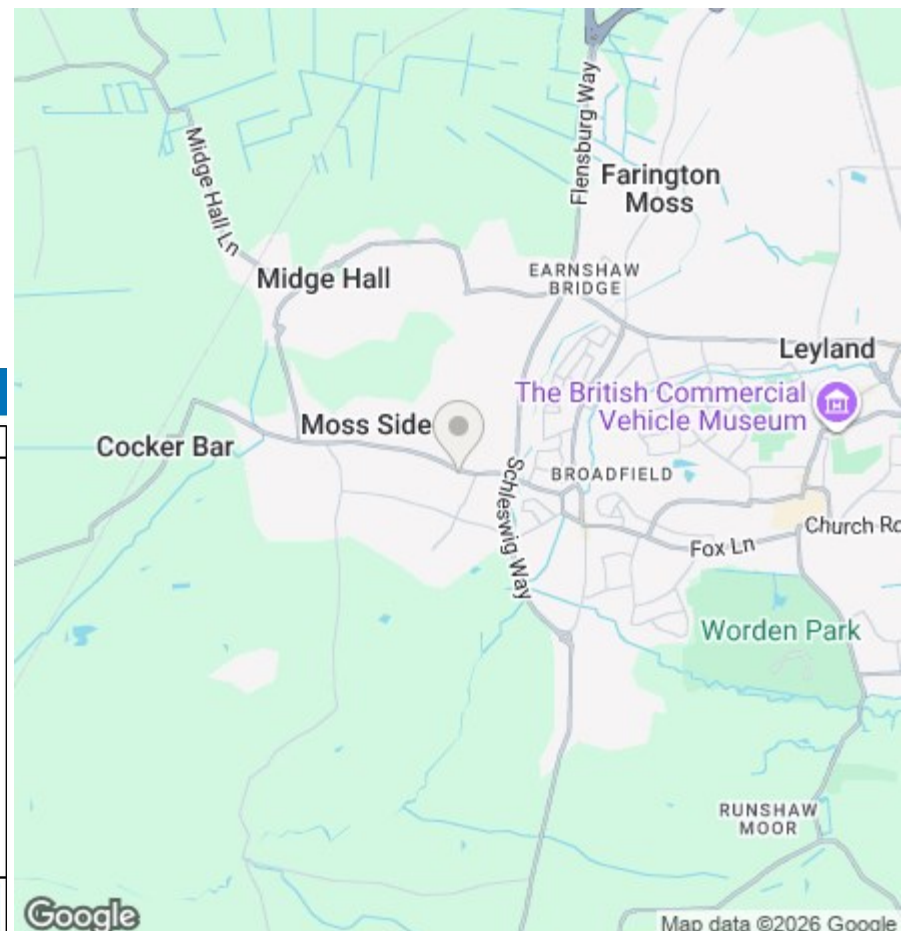 Flensburg Way
Farington
Moss
Midge Hall Ln
Midge Hall
EARNSHAW
BRIDGE
Leyland
The British Commercial
Vehicle Museum
Moss Side
Cocker Bar
BROADFIELD
Schleswig Way
Church Rd
Fox Ln
Worden Park
RUNSHAW
MOOR
Google
Map data ©2026 Google